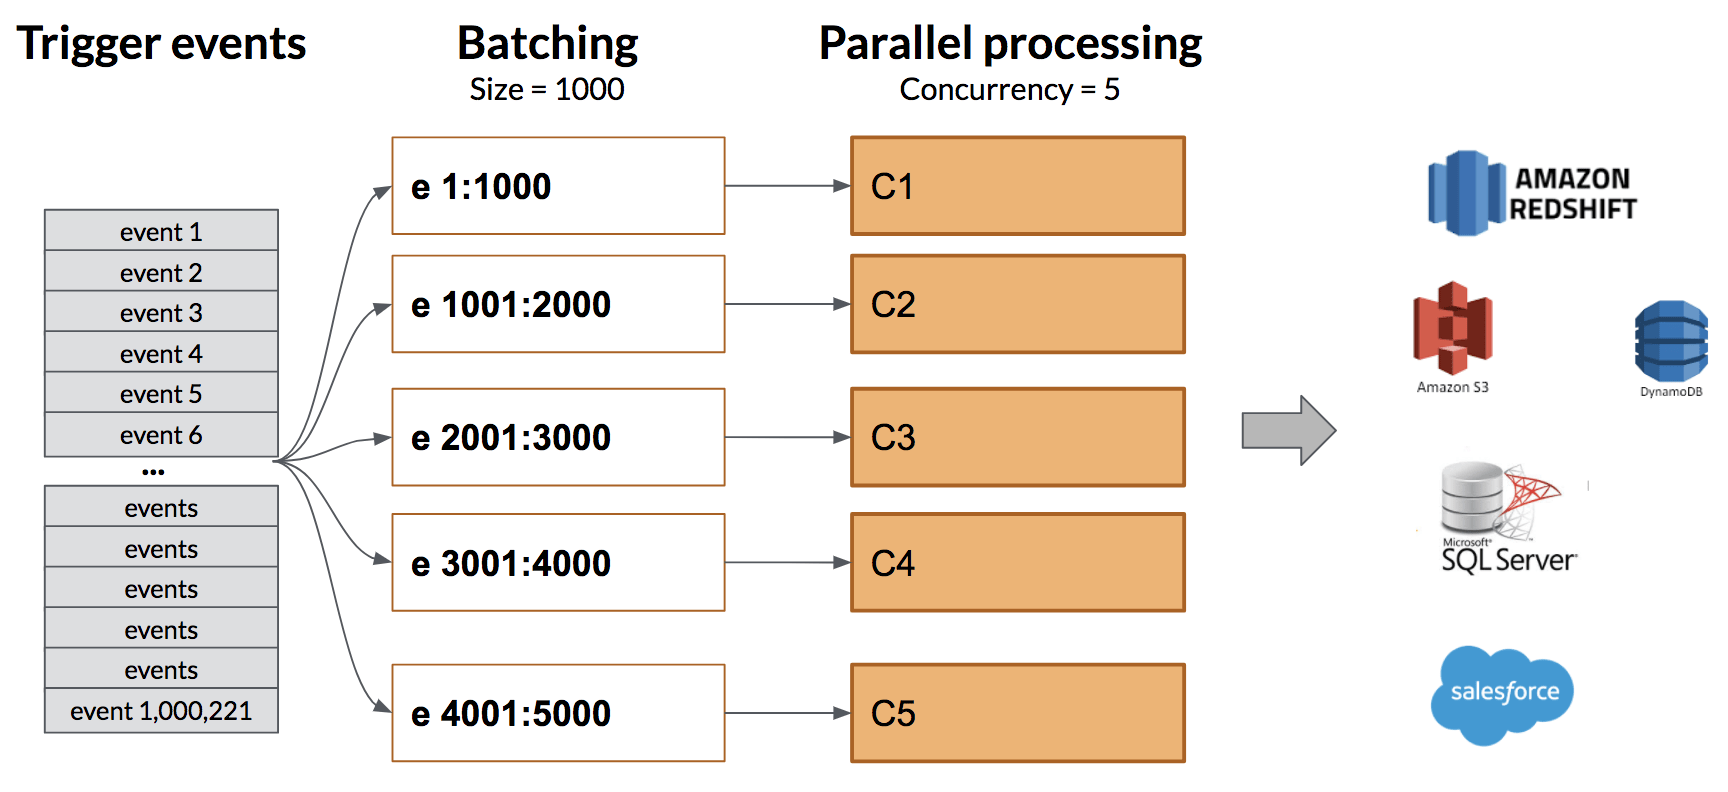 Trigger events
Batching
Size = 1000
Parallel processing
Concurrency = 5
event 1
event 2
event 3
event 4
event 5
event 6
...
events
events
events
events
events
event 1,000,221
e 1:1000
e 1001:2000
e 2001:3000
e 3001:4000
e 4001:5000
C1
C2
C3
C4
C5
AMAZON
REDSHIFT
Amazon S3
DynamoDB
Microsoft®
SQL Server®
salesforce